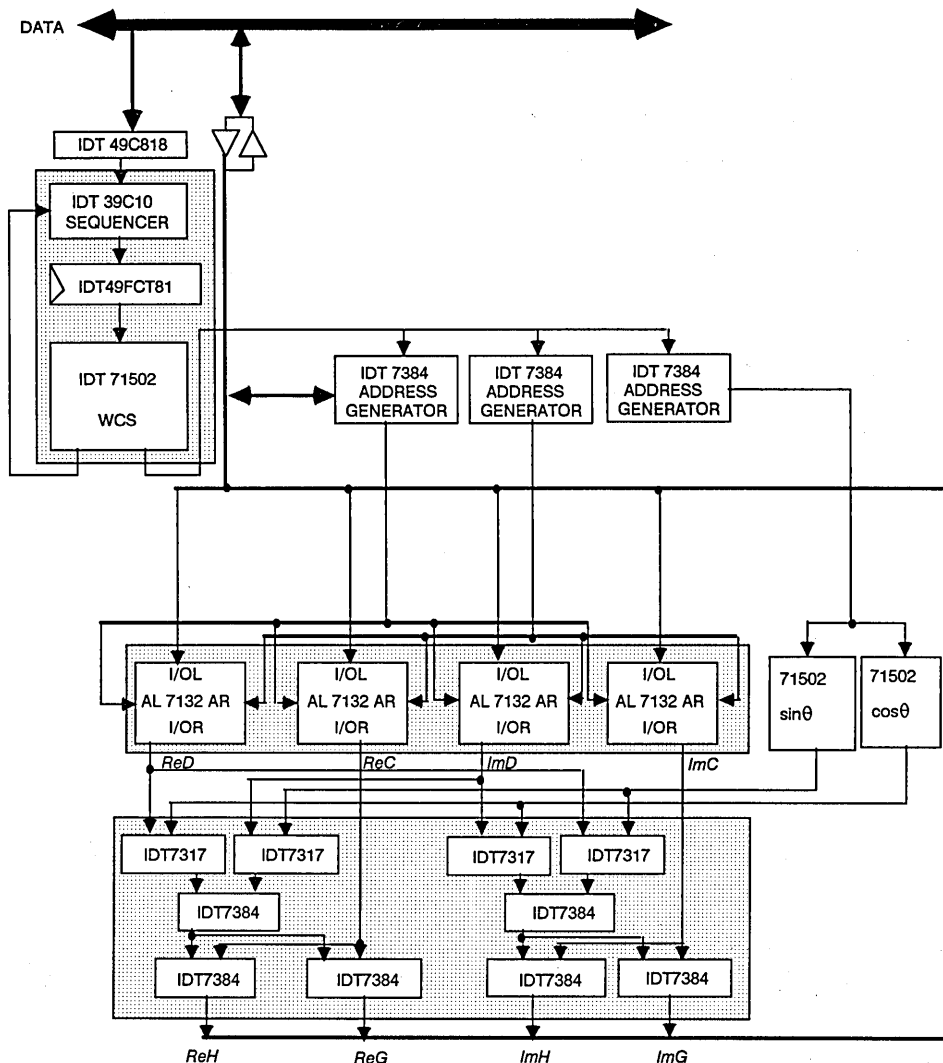 DATA
IDT 49C818
IDT 39C10
SEQUENCER
IDT49FCT81
IDT 71502
WCS
IDT 7384
ADDRESS
GENERATOR
IDT 7384
ADDRESS
GENERATOR
IDT 7384
ADDRESS
GENERATOR
I/OL
AL 7132 AR
I/OR
I/OL
AL 7132 AR
I/OR
I/OL
AL 7132 AR
I/OR
I/OL
AL 7132 AR
I/OR
71502
sinθ
71502
cosθ
ReD
ReC
ImD
ImC
IDT7317
IDT7317
IDT7317
IDT7317
IDT7384
IDT7384
IDT7384
IDT7384
IDT7384
IDT7384
ReH
ReG
ImH
ImG